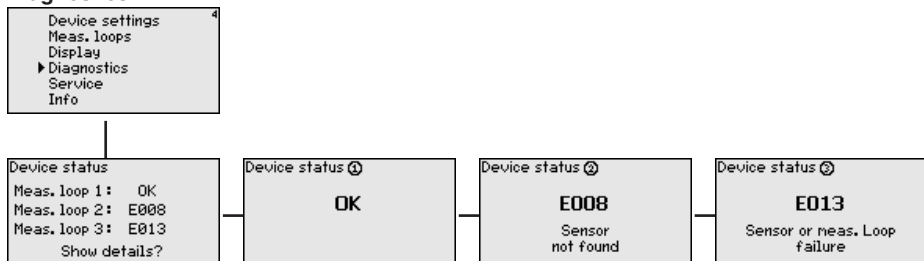 Device settings 4
Meas. loops
Display
▶Diagnostics
Service
Info
Device status
Meas. loop 1: OK
Meas. loop 2: E008
Meas. loop 3: E013
Show details?
Device status ①
OK
Device status ②
E008
Sensor
not found
Device status ③
E013
Sensor or neas. Loop
failure